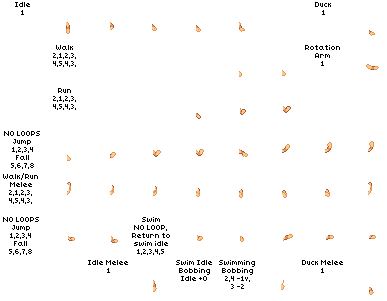 Idle
1
Duck
1
Walk
2,1,2,3,
4,5,4,3,
Rotation
Arm
1
Run
2,1,2,3,
4,5,4,3,
NO LOOPS
Jump
1,2,3,4
Fall
5,6,7,8
Walk/Run
Melee
2,1,2,3,
4,5,4,3,
NO LOOPS
Jump
1,2,3,4
Fall
5,6,7,8
Swim
NO LOOP,
Return to
swim idle
1,2,3,4,5
Idle Melee
1
Swim Idle
Bobbing
Idle +0
Swimming
Bobbing
2,4 -1v,
3 -2
Duck Melee
1